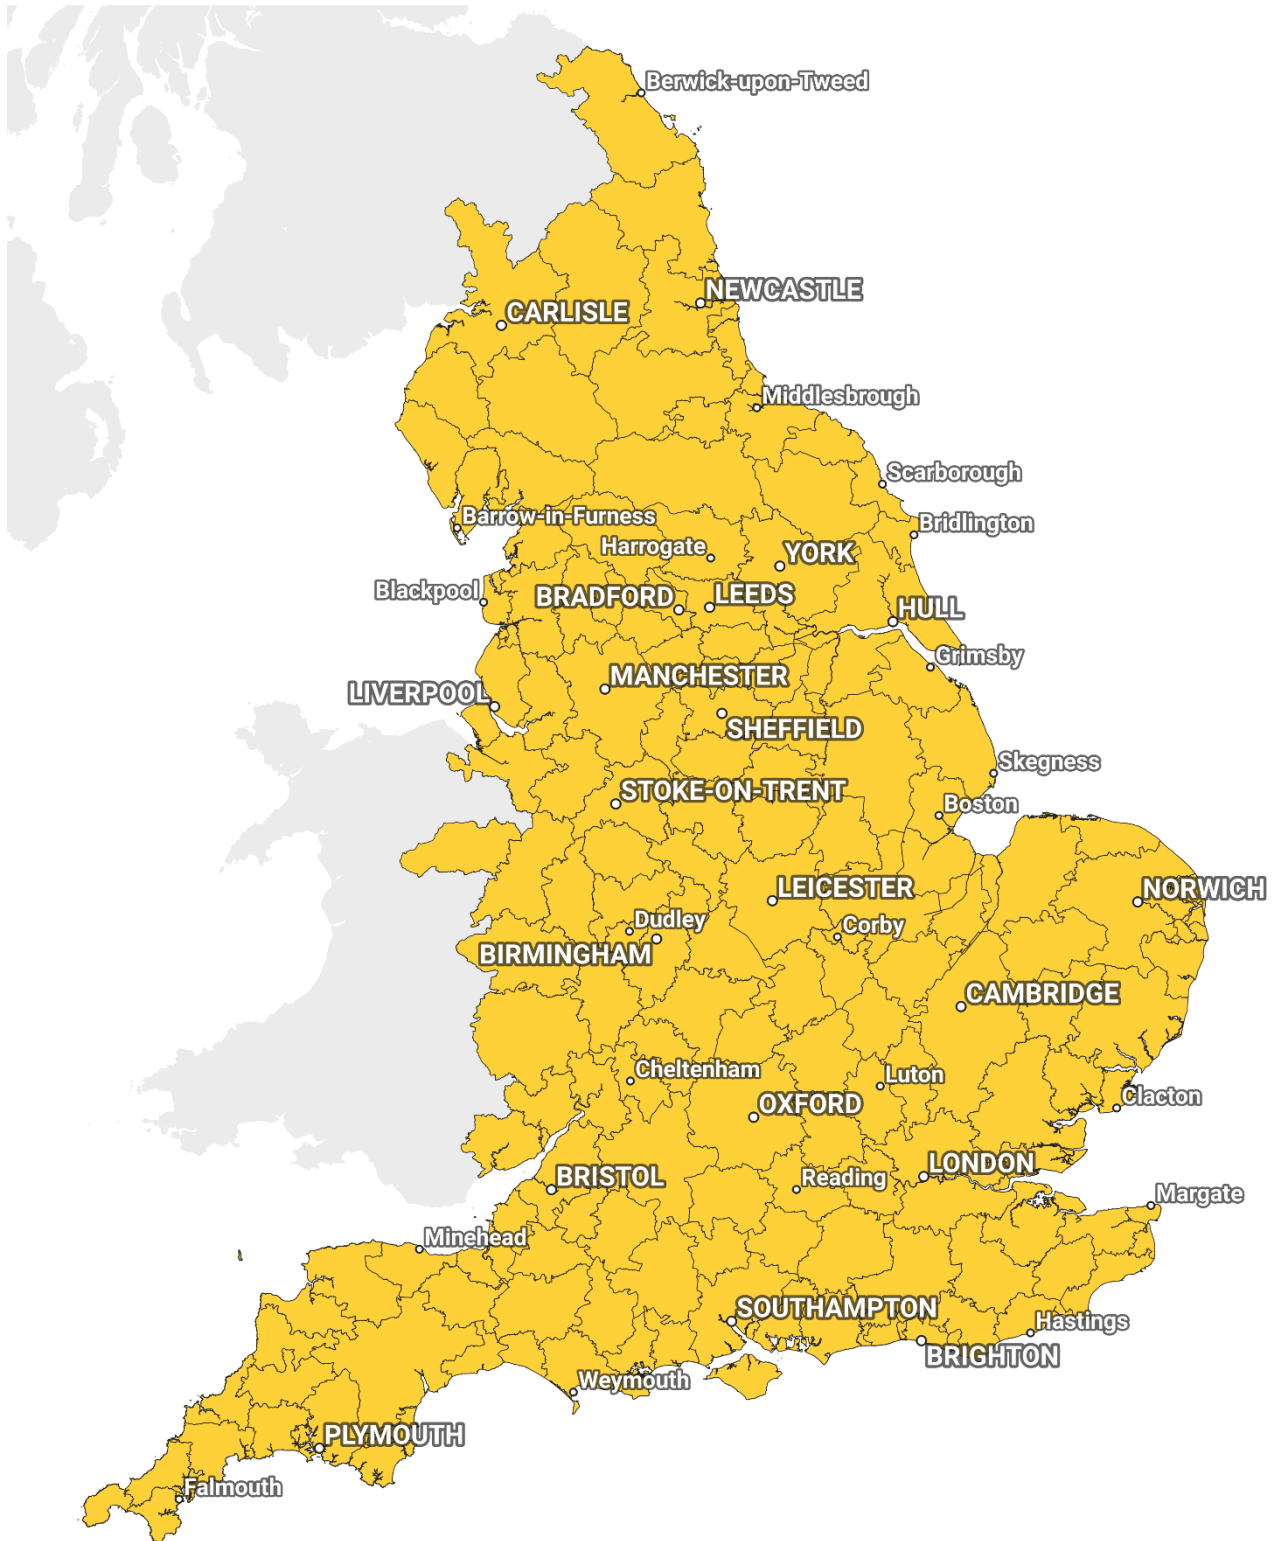 Berwick-upon-Tweed
NEWCASTLE
CARLISLE
Middlesbrough
Scarborough
Barrow-in-Furness
Bridlington
Harrogate
YORK
Blackpool
BRADFORD
LEEDS
HULL
Grimsby
MANCHESTER
LIVERPOOL
SHEFFIELD
Skegness
STOKE-ON-TRENT
Boston
LEICESTER
NORWICH
Dudley
Corby
BIRMINGHAM
CAMBRIDGE
Cheltenham
Luton
Clacton
OXFORD
LONDON
BRISTOL
Reading
Margate
Minehead
SOUTHAMPTON
Hastings
BRIGHTON
Weymouth
PLYMOUTH
Falmouth